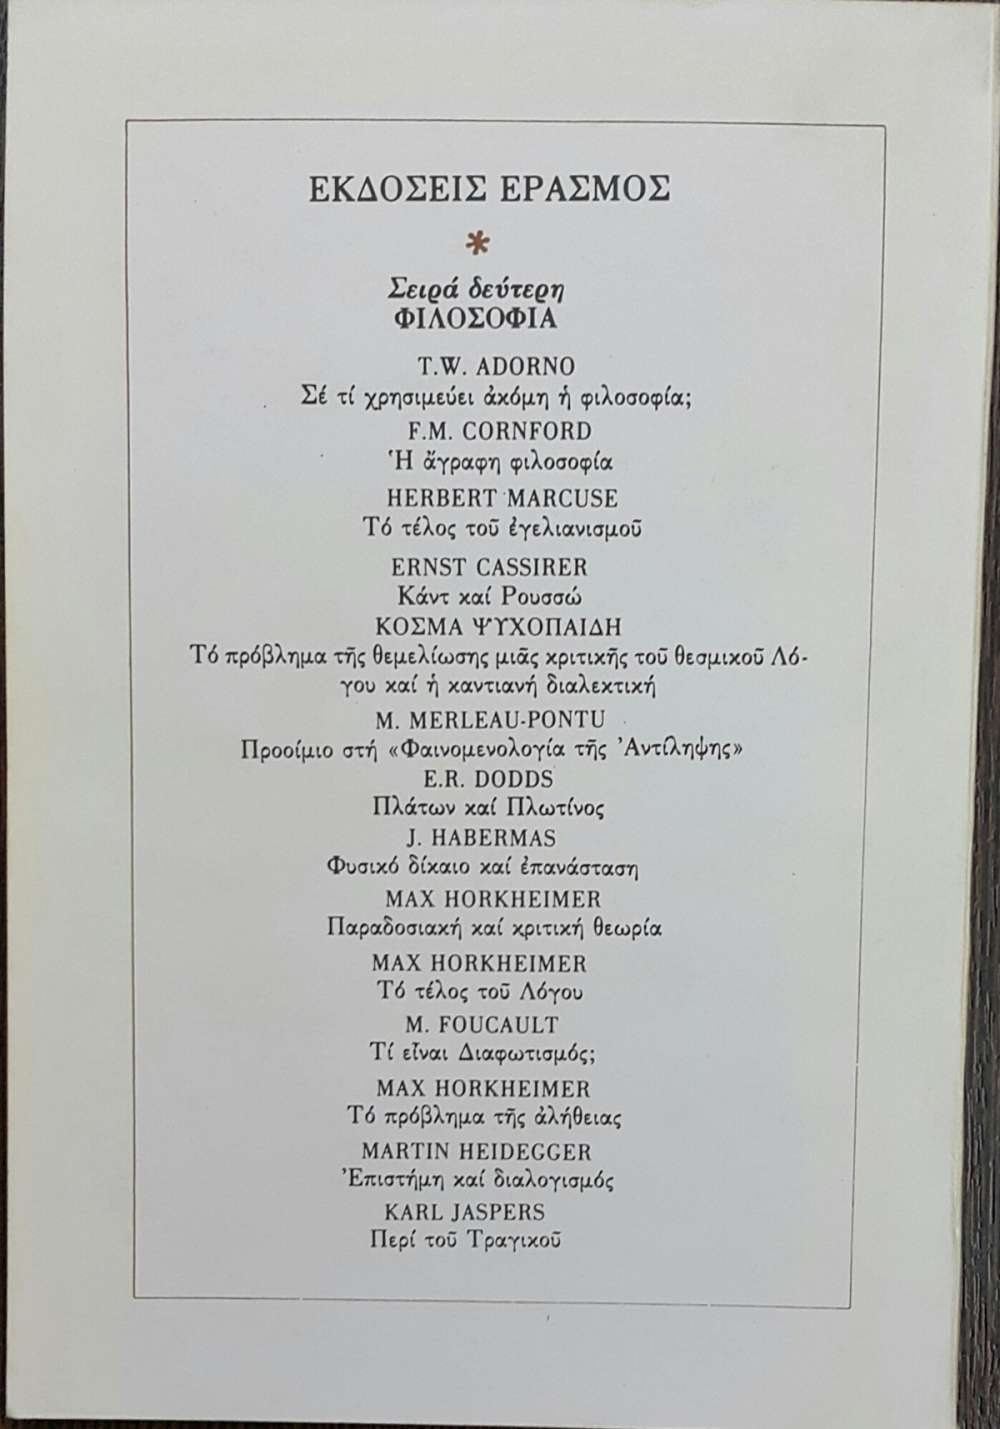 ΕΚΔΟΣΕΙΣ ΕΡΑΣΜΟΣ
*
Σειρά δεύτερη
ΦΙΛΟΣΟΦΙΑ
T.W. ADORNO
Σέ τί χρησιμεύει ἀκόμη ἡ φιλοσοφία;
F.M. CORNFORD
Ἡ ἄγραφη φιλοσοφία
HERBERT MARCUSE
Τό τέλος τοῦ ἐγελιανισμοῦ
ERNST CASSIRER
Κάντ καί Ρουσσώ
ΚΟΣΜΑ ΨΥΧΟΠΑΙΔΗ
Τό πρόβλημα τῆς θεμελίωσης μιᾶς κριτικῆς τοῦ θεσμικοῦ Λό-
γου καί ἡ καντιανή διαλεκτική
M. MERLEAU-PONTU
Προοίμιο στή «Φαινομενολογία τῆς Ἀντίληψης»
E.R. DODDS
Πλάτων καί Πλωτίνος
J. HABERMAS
Φυσικό δίκαιο καί ἐπανάσταση
MAX HORKHEIMER
Παραδοσιακή καί κριτική θεωρία
MAX HORKHEIMER
Τό τέλος τοῦ Λόγου
M. FOUCAULT
Τί εἶναι Διαφωτισμός;
MAX HORKHEIMER
Τό πρόβλημα τῆς ἀλήθειας
MARTIN HEIDEGGER
Ἐπιστήμη καί διαλογισμός
KARL JASPERS
Περί τοῦ Τραγικοῦ